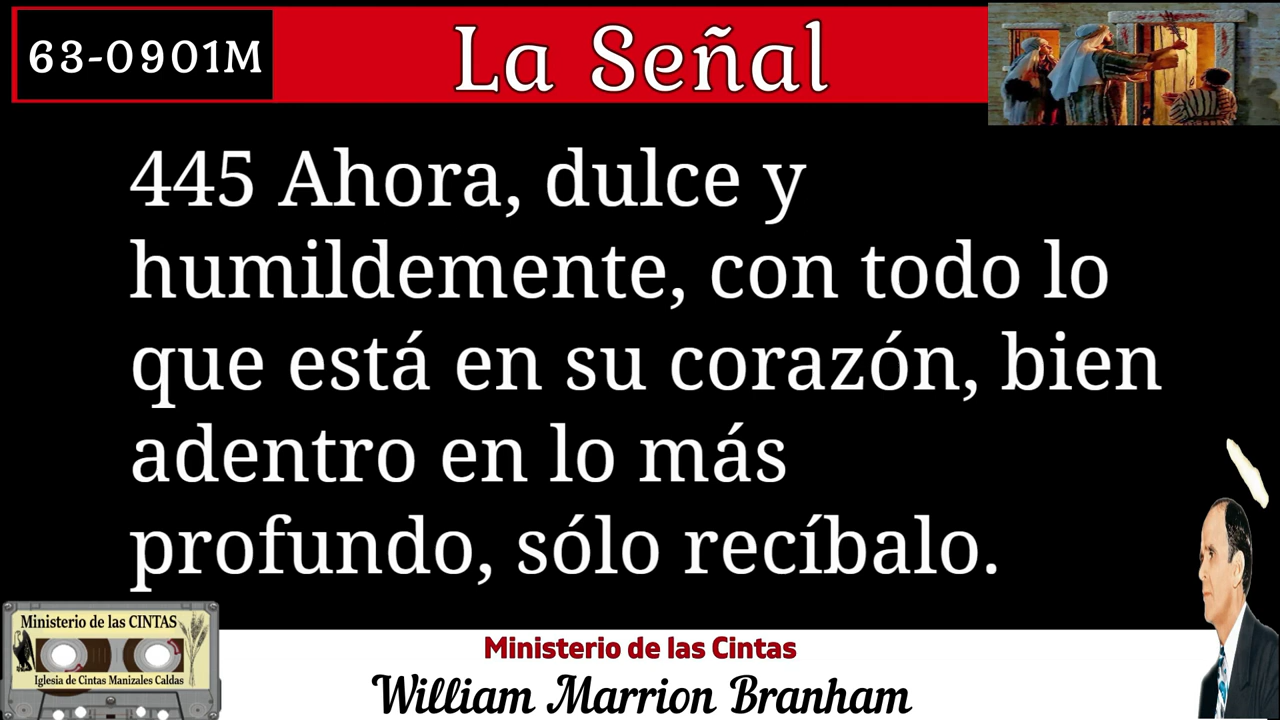 63-0901M
La Señal
445 Ahora, dulce y
humildemente, con todo lo
que está en su corazón, bien
adentro en lo más
profundo, sólo recíbalo.
Ministerio de las CINTAS
Iglesia de Cintas Manizales Caldas
Ministerio de las Cintas
William Marrion Branham